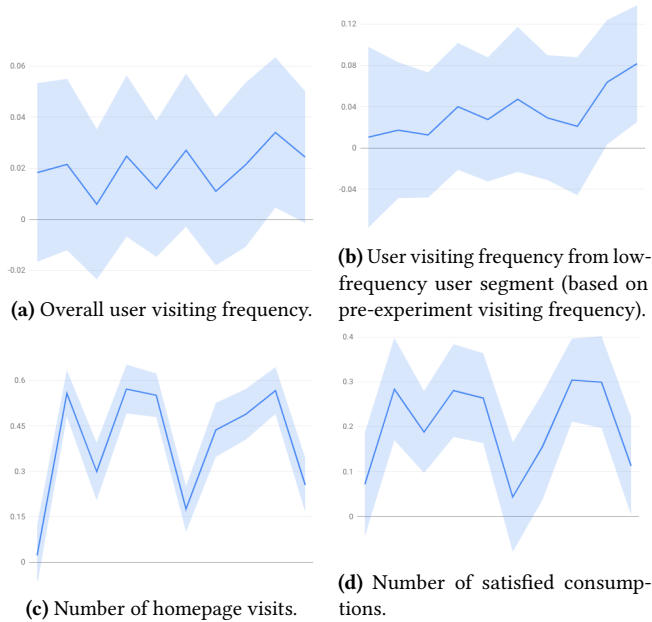 0.06
0.04
0.02
0
-0.02
(a) Overall user visiting frequency.
0.12
0.08
0.04
0
-0.04
(b) User visiting frequency from low-
frequency user segment (based on
pre-experiment visiting frequency).
0.6
0.45
0.3
0.15
0
(c) Number of homepage visits.
0.4
0.3
0.2
0.1
0
(d) Number of satisfied consump-
tions.